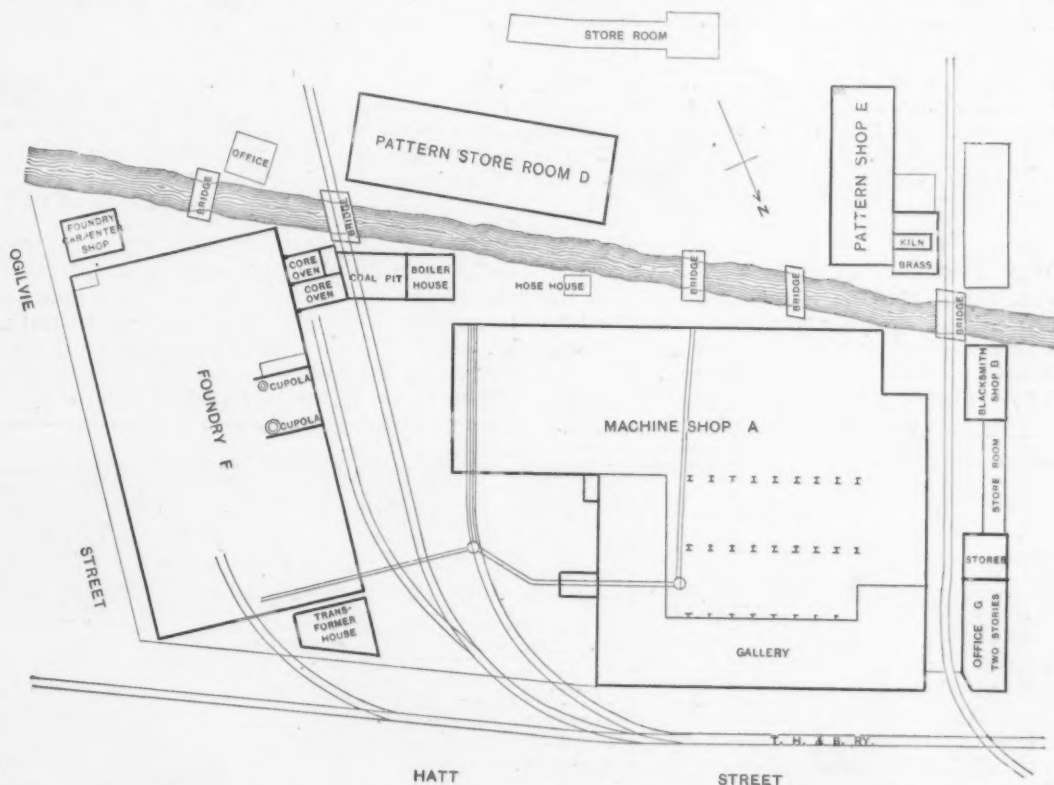 STORE ROOM
PATTERN STORE ROOM D
PATTERN SHOP E
KILN
BRASS
OFFICE
BRIDGE
BRIDGE
BRIDGE
BRIDGE
BRIDGE
N
FOUNDRY
CARPENTER
SHOP
OGILVIE
STREET
CORE
OVEN
CORE
OVEN
COAL PIT
BOILER
HOUSE
HOSE HOUSE
CUPOLA
CUPOLA
FOUNDRY F
MACHINE SHOP A
BLACKSMITH
SHOP B
STORE ROOM
STORES
OFFICE G
TWO STORIES
TRANS-
FORMER
HOUSE
GALLERY
T. H. & B. RY.
HATT STREET